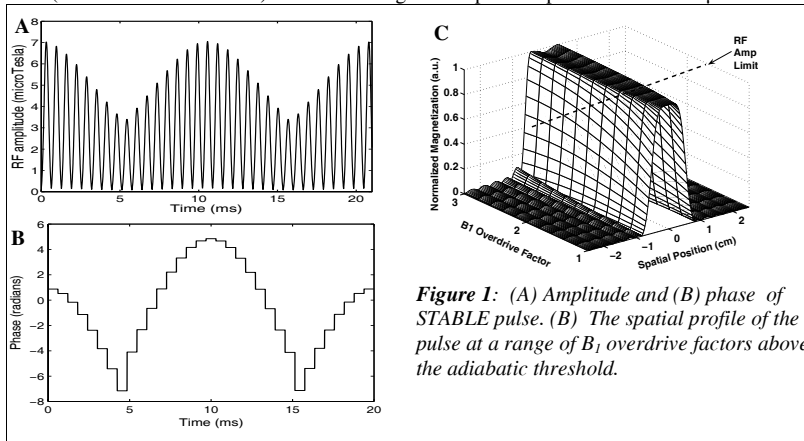 A
RF amplitude (microTesla)
8
7
6
5
4
3
2
1
0
0 5 10 15 20
Time (ms)
B
Phase (radians)
6
4
2
0
−2
−4
−6
−8
0 5 10 15 20
Time (ms)
C
RF
Amp
Limit
Normalized Magnetization (a.u.)
1
0.8
0.6
0.4
0.2
0
3
2
1
B1 Overdrive Factor
−2 −1 0 1 2
Spatial Position (cm)
Figure 1: (A) Amplitude and (B) phase of
STABLE pulse. (B) The spatial profile of the
pulse at a range of B1 overdrive factors above
the adiabatic threshold.